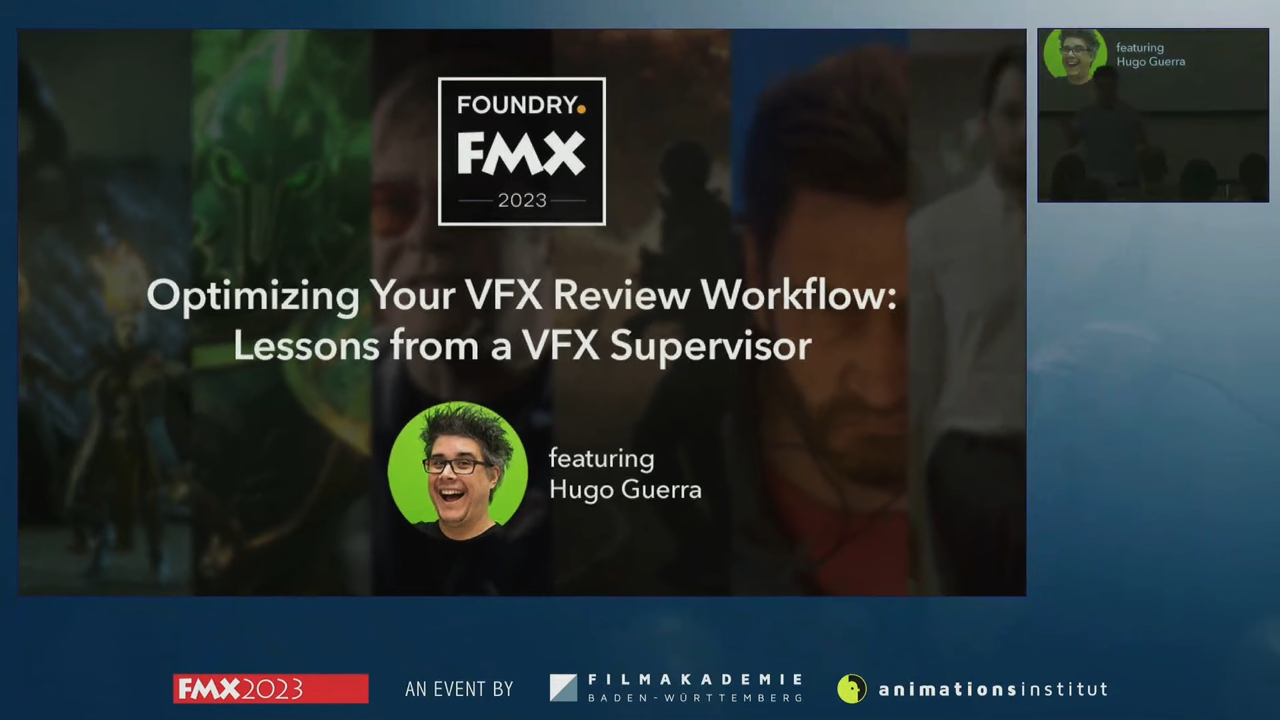 FOUNDRY.
FMX
2023
Optimizing Your VFX Review Workflow:
Lessons from a VFX Supervisor
featuring
Hugo Guerra
featuring
Hugo Guerra
FMX2023
AN EVENT BY
FILMAKADEMIE
BADEN-WÜRTTEMBERG
animationsinstitut